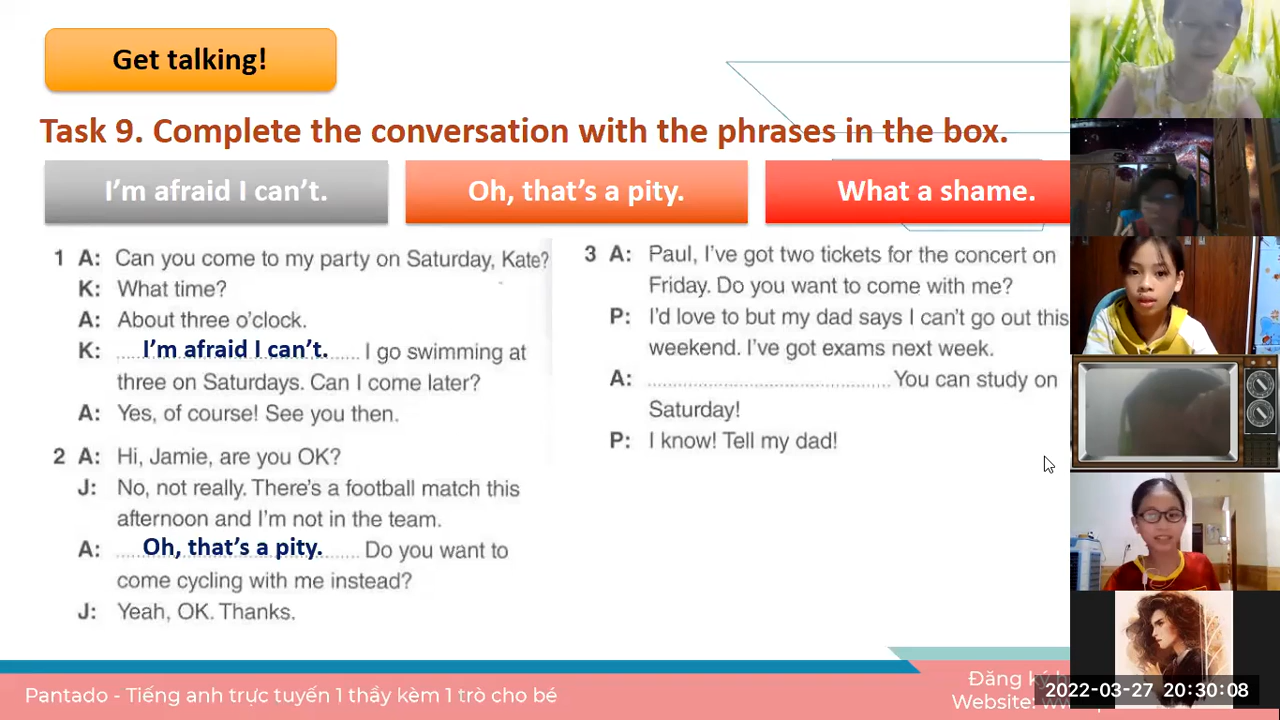 Get talking!
Task 9. Complete the conversation with the phrases in the box.
I'm afraid I can't.
Oh, that's a pity.
What a shame.
1 A: Can you come to my party on Saturday, Kate?
K: What time?
A: About three o'clock.
K: I'm afraid I can't. I go swimming at
three on Saturdays. Can I come later?
A: Yes, of course! See you then.
2 A: Hi, Jamie, are you OK?
J: No, not really. There's a football match this
afternoon and I'm not in the team.
A: Oh, that's a pity. Do you want to
come cycling with me instead?
J: Yeah, OK. Thanks.
3 A: Paul, I've got two tickets for the concert on
Friday. Do you want to come with me?
P: I'd love to but my dad says I can't go out this
weekend. I've got exams next week.
A: ........................................ You can study on
Saturday!
P: I know! Tell my dad!
Pantado - Tiếng anh trực tuyến 1 thầy kèm 1 trò cho bé
Đăng ký
Website:
2022-03-27 20:30:08